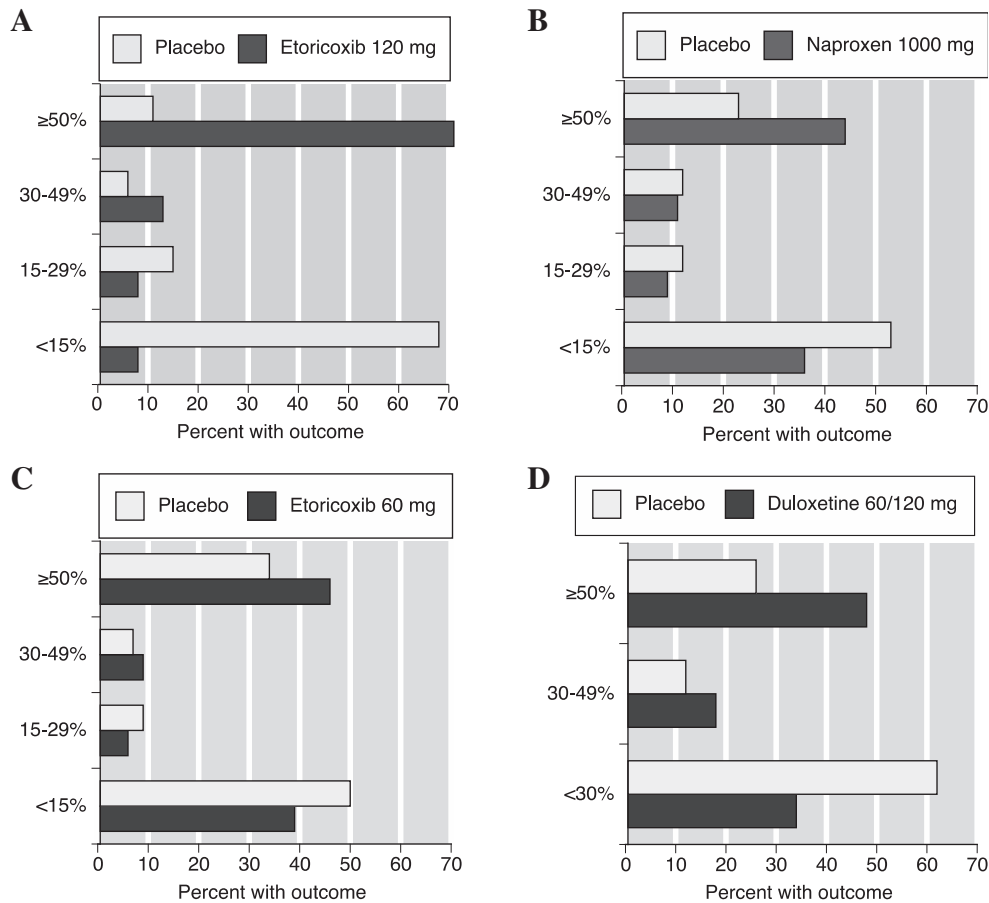 A
Placebo Etoricoxib 120 mg
≥50%
30-49%
15-29%
<15%
0 10 20 30 40 50 60 70
Percent with outcome
B
Placebo Naproxen 1000 mg
≥50%
30-49%
15-29%
<15%
0 10 20 30 40 50 60 70
Percent with outcome
C
Placebo Etoricoxib 60 mg
≥50%
30-49%
15-29%
<15%
0 10 20 30 40 50 60 70
Percent with outcome
D
Placebo Duloxetine 60/120 mg
≥50%
30-49%
<30%
0 10 20 30 40 50 60 70
Percent with outcome